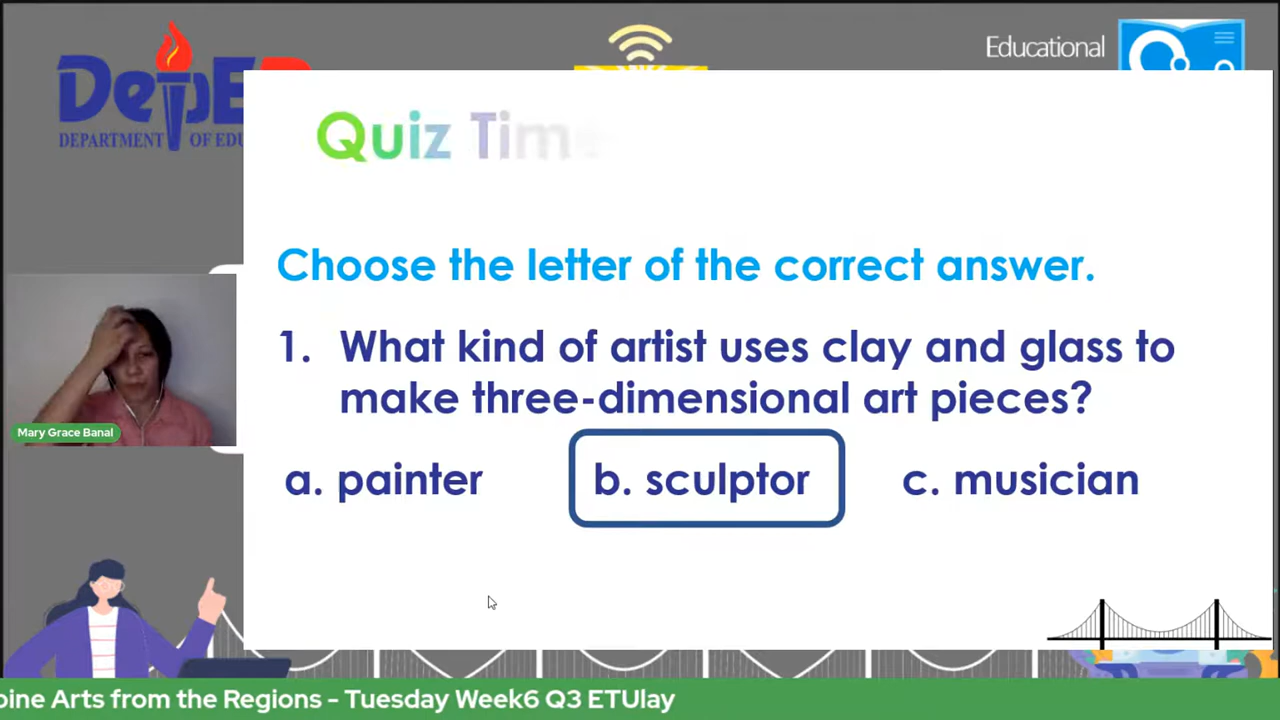 Educational
DepED
DEPARTMENT OF EDU
Quiz Time
Choose the letter of the correct answer.
1. What kind of artist uses clay and glass to
make three-dimensional art pieces?
a. painter b. sculptor c. musician
Mary Grace Banal
pine Arts from the Regions - Tuesday Week6 Q3 ETUlay